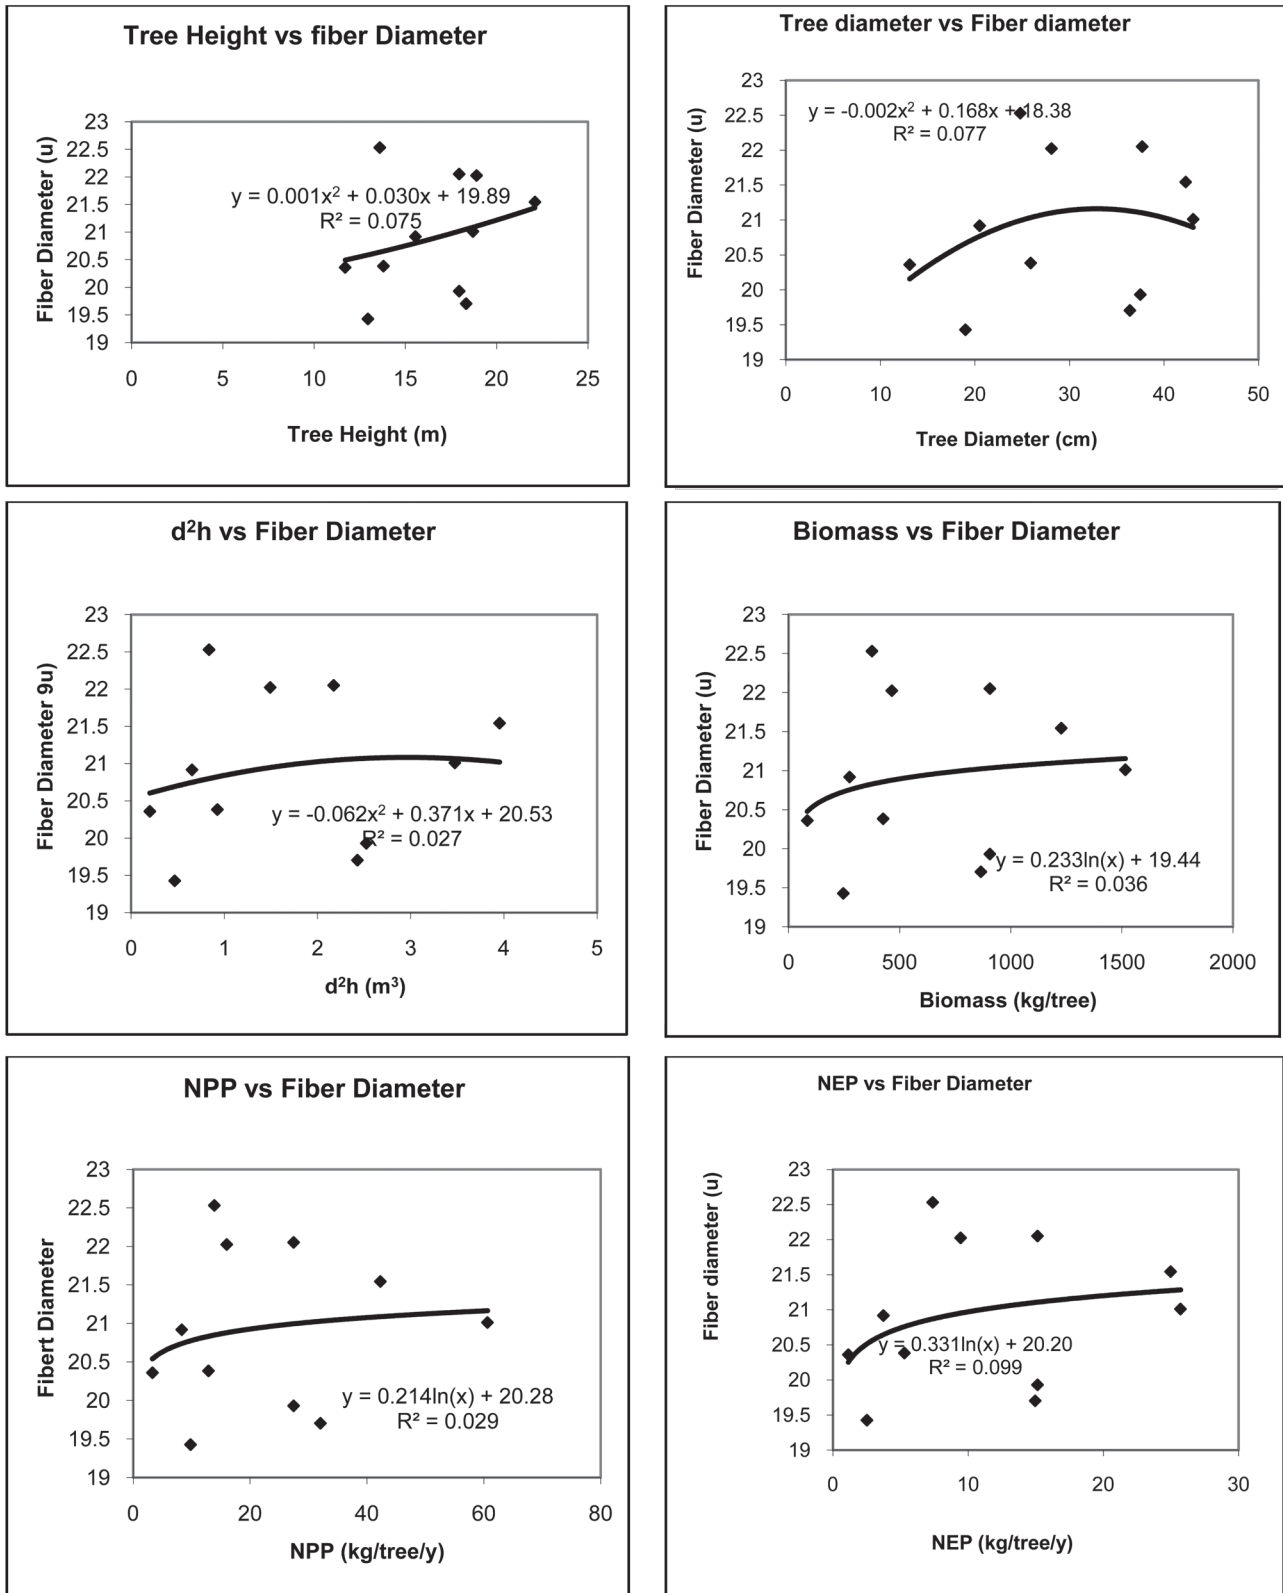 Tree Height vs fiber Diameter
Fiber Diameter (u)
23
22.5
22
21.5
21
20.5
20
19.5
19
y = 0.001x² + 0.030x + 19.89
R² = 0.075
0 5 10 15 20 25
Tree Height (m)
Tree diameter vs Fiber diameter
Fiber Diameter (u)
23
22.5
22
21.5
21
20.5
20
19.5
19
y = -0.002x² + 0.168x + 18.38
R² = 0.077
0 10 20 30 40 50
Tree Diameter (cm)
d²h vs Fiber Diameter
Fiber Diameter 9u)
23
22.5
22
21.5
21
20.5
20
19.5
19
y = -0.062x² + 0.371x + 20.53
R² = 0.027
0 1 2 3 4 5
d²h (m³)
Biomass vs Fiber Diameter
Fiber Diameter (u)
23
22.5
22
21.5
21
20.5
20
19.5
19
y = 0.233ln(x) + 19.44
R² = 0.036
0 500 1000 1500 2000
Biomass (kg/tree)
NPP vs Fiber Diameter
Fibert Diameter
23
22.5
22
21.5
21
20.5
20
19.5
19
y = 0.214ln(x) + 20.28
R² = 0.029
0 20 40 60 80
NPP (kg/tree/y)
NEP vs Fiber Diameter
Fiber diameter (u)
23
22.5
22
21.5
21
20.5
20
19.5
19
y = 0.331ln(x) + 20.20
R² = 0.099
0 10 20 30
NEP (kg/tree/y)